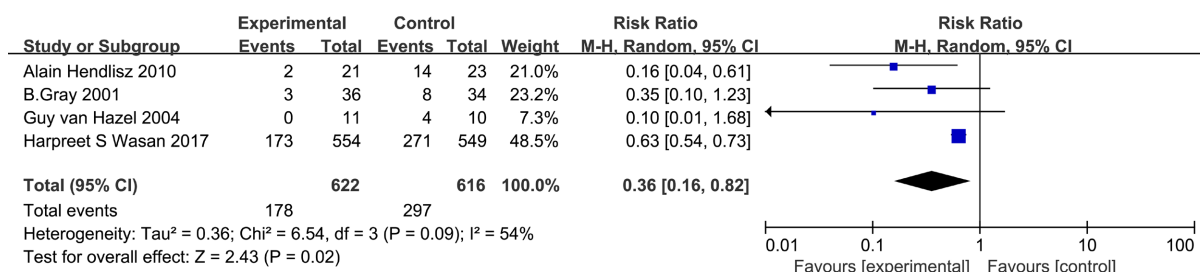 Experimental Control Risk Ratio Risk Ratio
Study or Subgroup Events Total Events Total Weight M-H, Random, 95% CI M-H, Random, 95% CI
Alain Hendlisz 2010 2 21 14 23 21.0% 0.16 [0.04, 0.61]
B.Gray 2001 3 36 8 34 23.2% 0.35 [0.10, 1.23]
Guy van Hazel 2004 0 11 4 10 7.3% 0.10 [0.01, 1.68]
Harpreet S Wasan 2017 173 554 271 549 48.5% 0.63 [0.54, 0.73]
Total (95% CI) 622 616 100.0% 0.36 [0.16, 0.82]
Total events 178 297
Heterogeneity: Tau² = 0.36; Chi² = 6.54, df = 3 (P = 0.09); I² = 54%
Test for overall effect: Z = 2.43 (P = 0.02)
0.01 0.1 1 10 100
Favours [experimental] Favours [control]